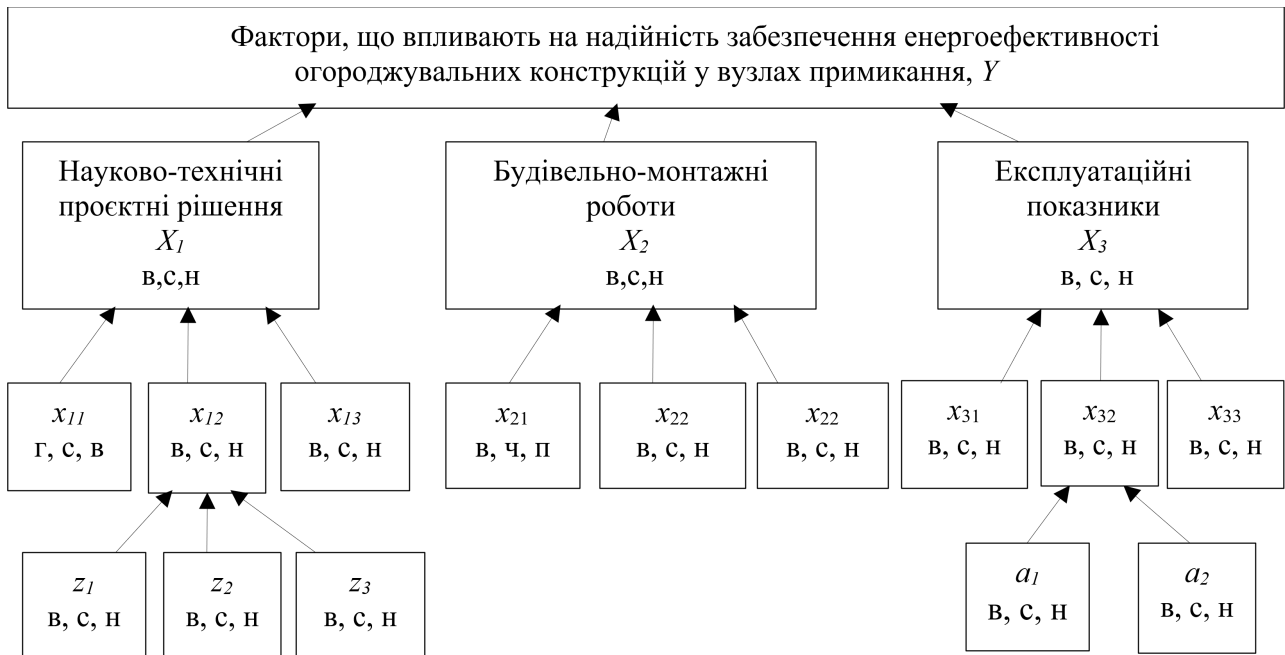 Фактори, що впливають на надійність забезпечення енергоефективності
огороджувальних конструкцій у вузлах примикання, Y
Науково-технічні
проєктні рішення
X1
в,с,н
Будівельно-монтажні
роботи
X2
в,с,н
Експлуатаційні
показники
X3
в, с, н
x11
г, с, в
x12
в, с, н
x13
в, с, н
x21
в, ч, п
x22
в, с, н
x22
в, с, н
x31
в, с, н
x32
в, с, н
x33
в, с, н
z1
в, с, н
z2
в, с, н
z3
в, с, н
a1
в, с, н
a2
в, с, н